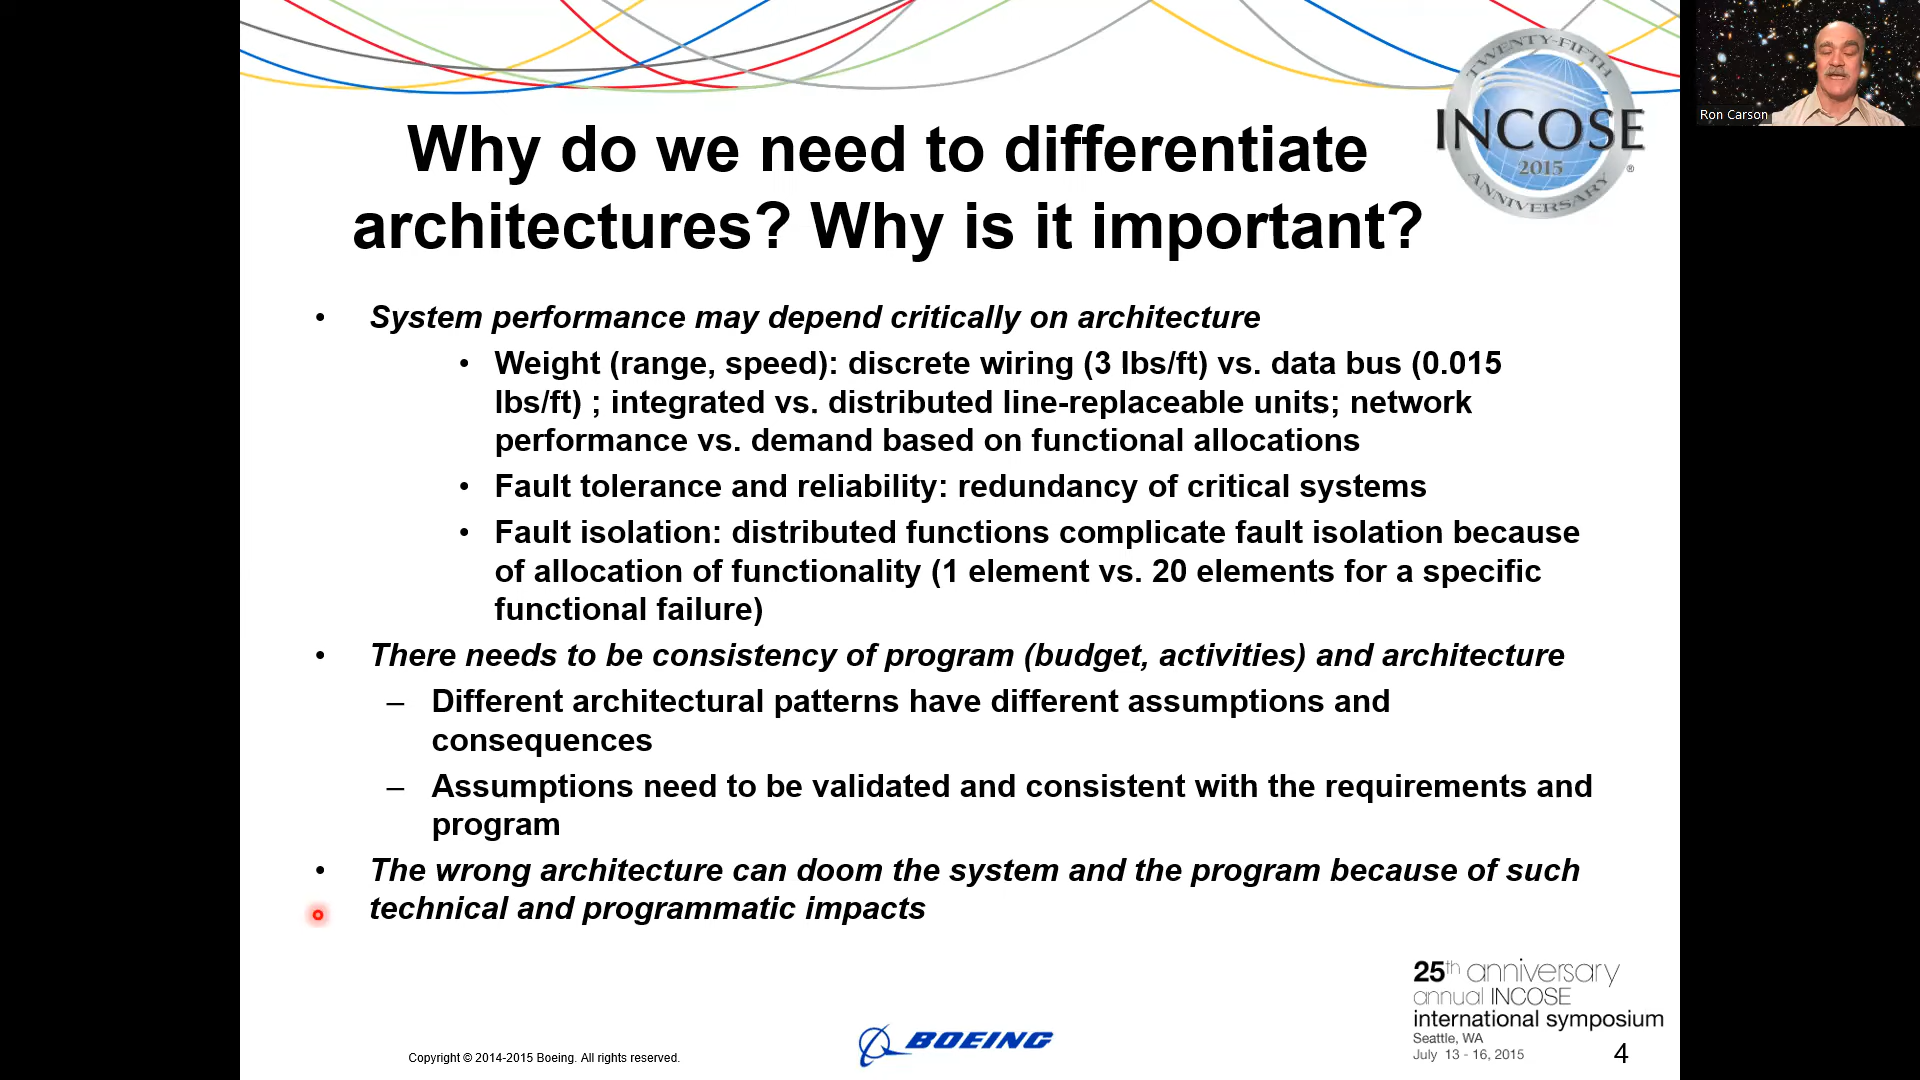 TWENTY-FIFTH
INCOSE
2015
®
ANNIVERSARY
Ron Carson
Why do we need to differentiate
architectures? Why is it important?
• System performance may depend critically on architecture
• Weight (range, speed): discrete wiring (3 lbs/ft) vs. data bus (0.015
lbs/ft) ; integrated vs. distributed line-replaceable units; network
performance vs. demand based on functional allocations
• Fault tolerance and reliability: redundancy of critical systems
• Fault isolation: distributed functions complicate fault isolation because
of allocation of functionality (1 element vs. 20 elements for a specific
functional failure)
• There needs to be consistency of program (budget, activities) and architecture
– Different architectural patterns have different assumptions and
consequences
– Assumptions need to be validated and consistent with the requirements and
program
• The wrong architecture can doom the system and the program because of such
technical and programmatic impacts
25th anniversary
annual INCOSE
international symposium
Seattle, WA
July 13 - 16, 2015
Copyright © 2014-2015 Boeing. All rights reserved.
BOEING
4